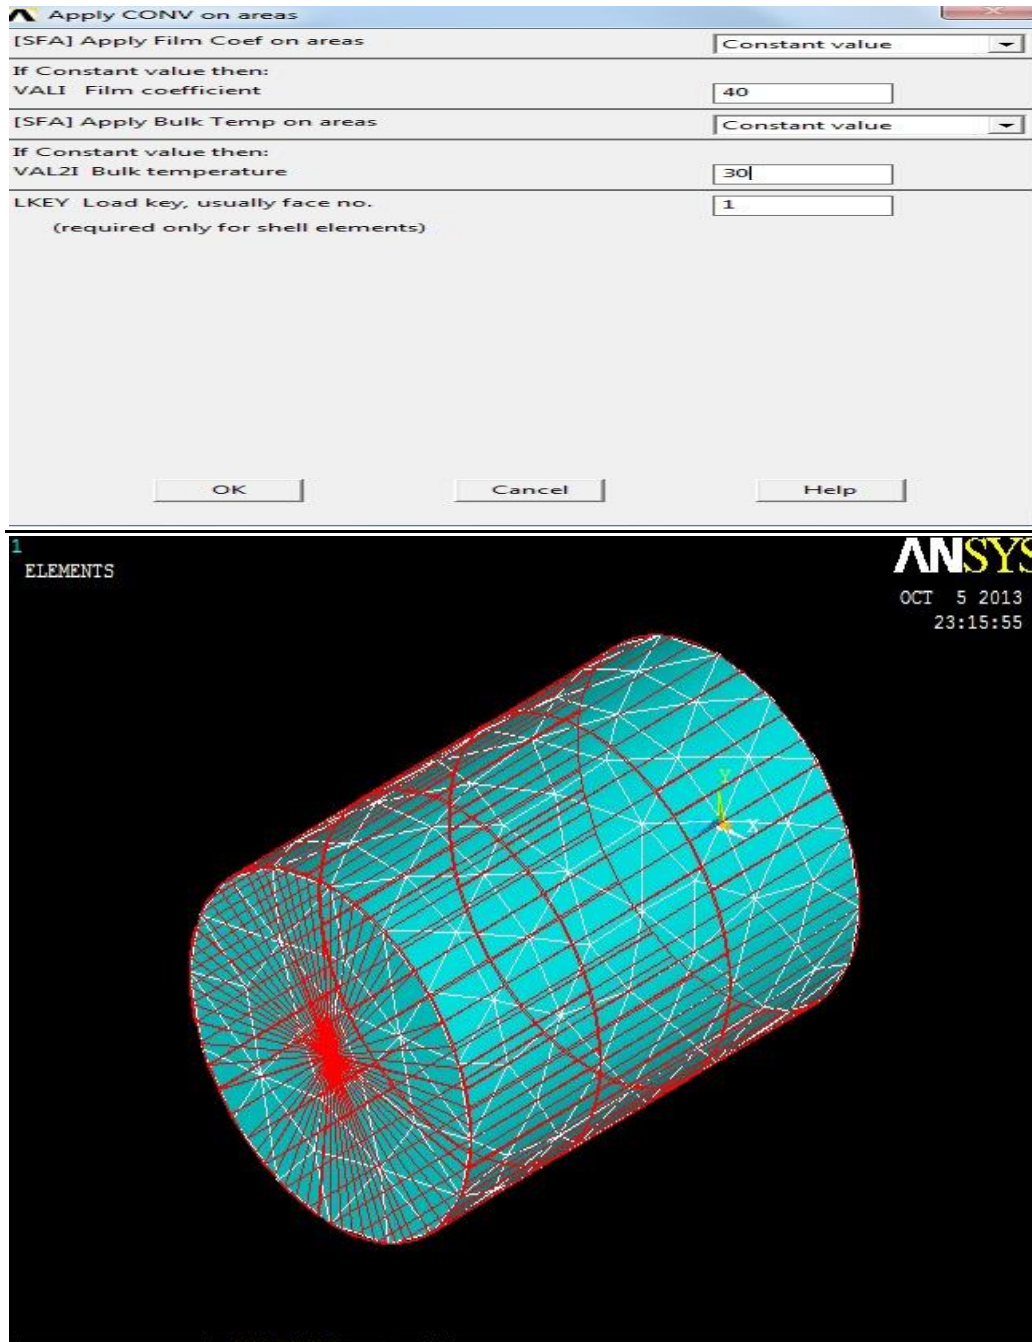 Apply CONV on areas
[SFA] Apply Film Coef on areas Constant value
If Constant value then:
VALI Film coefficient 40
[SFA] Apply Bulk Temp on areas Constant value
If Constant value then:
VAL2I Bulk temperature 30
LKEY Load key, usually face no. 1
(required only for shell elements)
OK Cancel Help
1
ELEMENTS
ANSYS
OCT 5 2013
23:15:55
Y
X